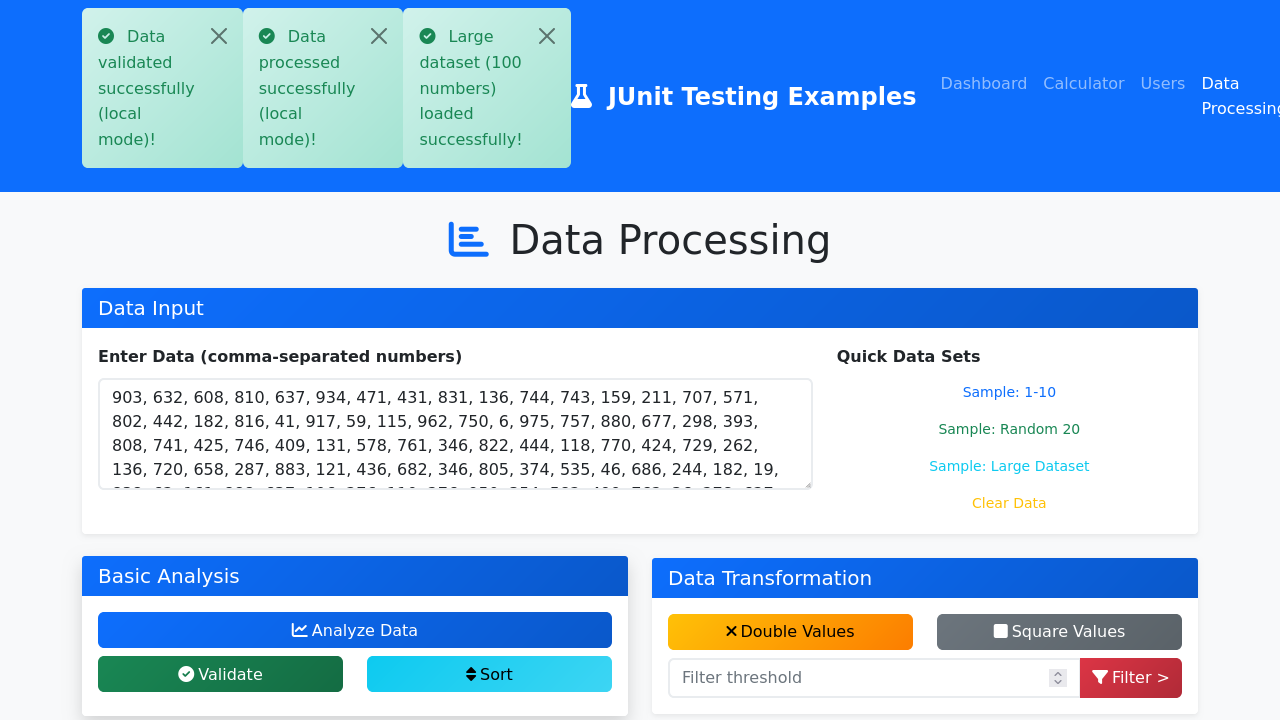 Data
validated
successfully
(local
mode)!
Data
processed
successfully
(local
mode)!
Large
dataset (100
numbers)
loaded
successfully!
JUnit Testing Examples
Dashboard
Calculator
Users
Data
Processing
Data Processing
Data Input
Enter Data (comma-separated numbers)
903, 632, 608, 810, 637, 934, 471, 431, 831, 136, 744, 743, 159, 211, 707, 571,
802, 442, 182, 816, 41, 917, 59, 115, 962, 750, 6, 975, 757, 880, 677, 298, 393,
808, 741, 425, 746, 409, 131, 578, 761, 346, 822, 444, 118, 770, 424, 729, 262,
136, 720, 658, 287, 883, 121, 436, 682, 346, 805, 374, 535, 46, 686, 244, 182, 19,
Quick Data Sets
Sample: 1-10
Sample: Random 20
Sample: Large Dataset
Clear Data
Basic Analysis
Analyze Data
Validate
Sort
Data Transformation
Double Values
Square Values
Filter threshold
Filter >